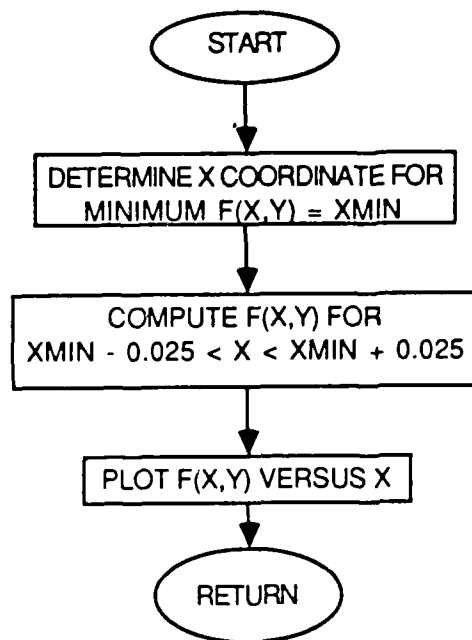 START
DETERMINE X COORDINATE FOR
MINIMUM F(X,Y) = XMIN
COMPUTE F(X,Y) FOR
XMIN - 0.025 < X < XMIN + 0.025
PLOT F(X,Y) VERSUS X
RETURN